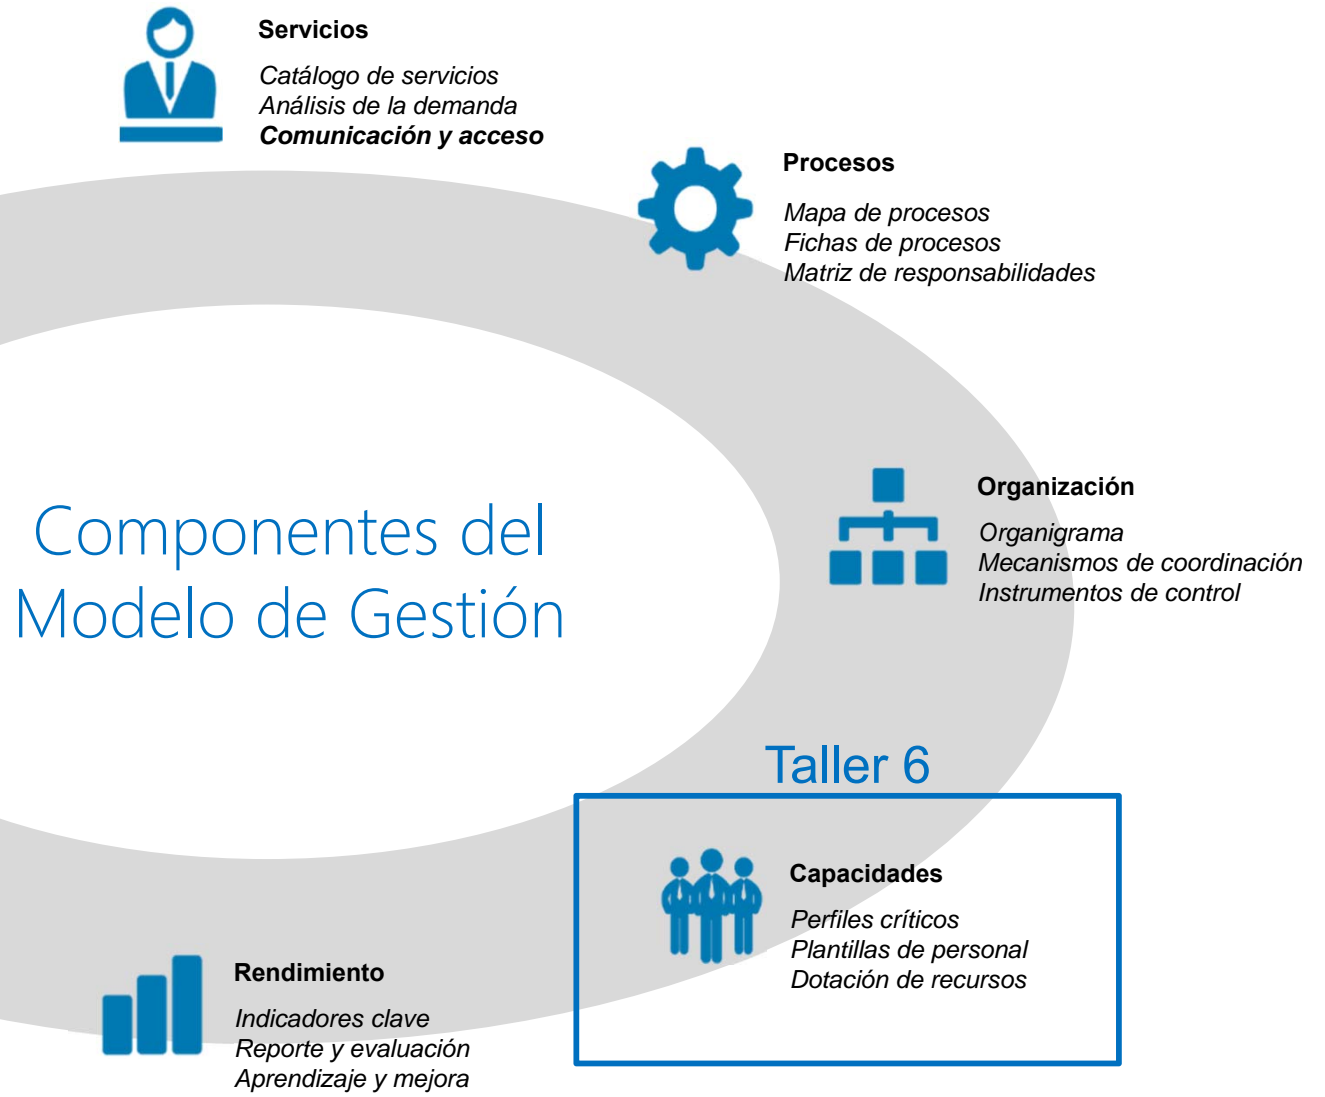 Servicios
Catálogo de servicios
Análisis de la demanda
Comunicación y acceso
Procesos
Mapa de procesos
Fichas de procesos
Matriz de responsabilidades
Organización
Organigrama
Mecanismos de coordinación
Instrumentos de control
Componentes del
Modelo de Gestión
Taller 6
Capacidades
Perfiles críticos
Plantillas de personal
Dotación de recursos
Rendimiento
Indicadores clave
Reporte y evaluación
Aprendizaje y mejora